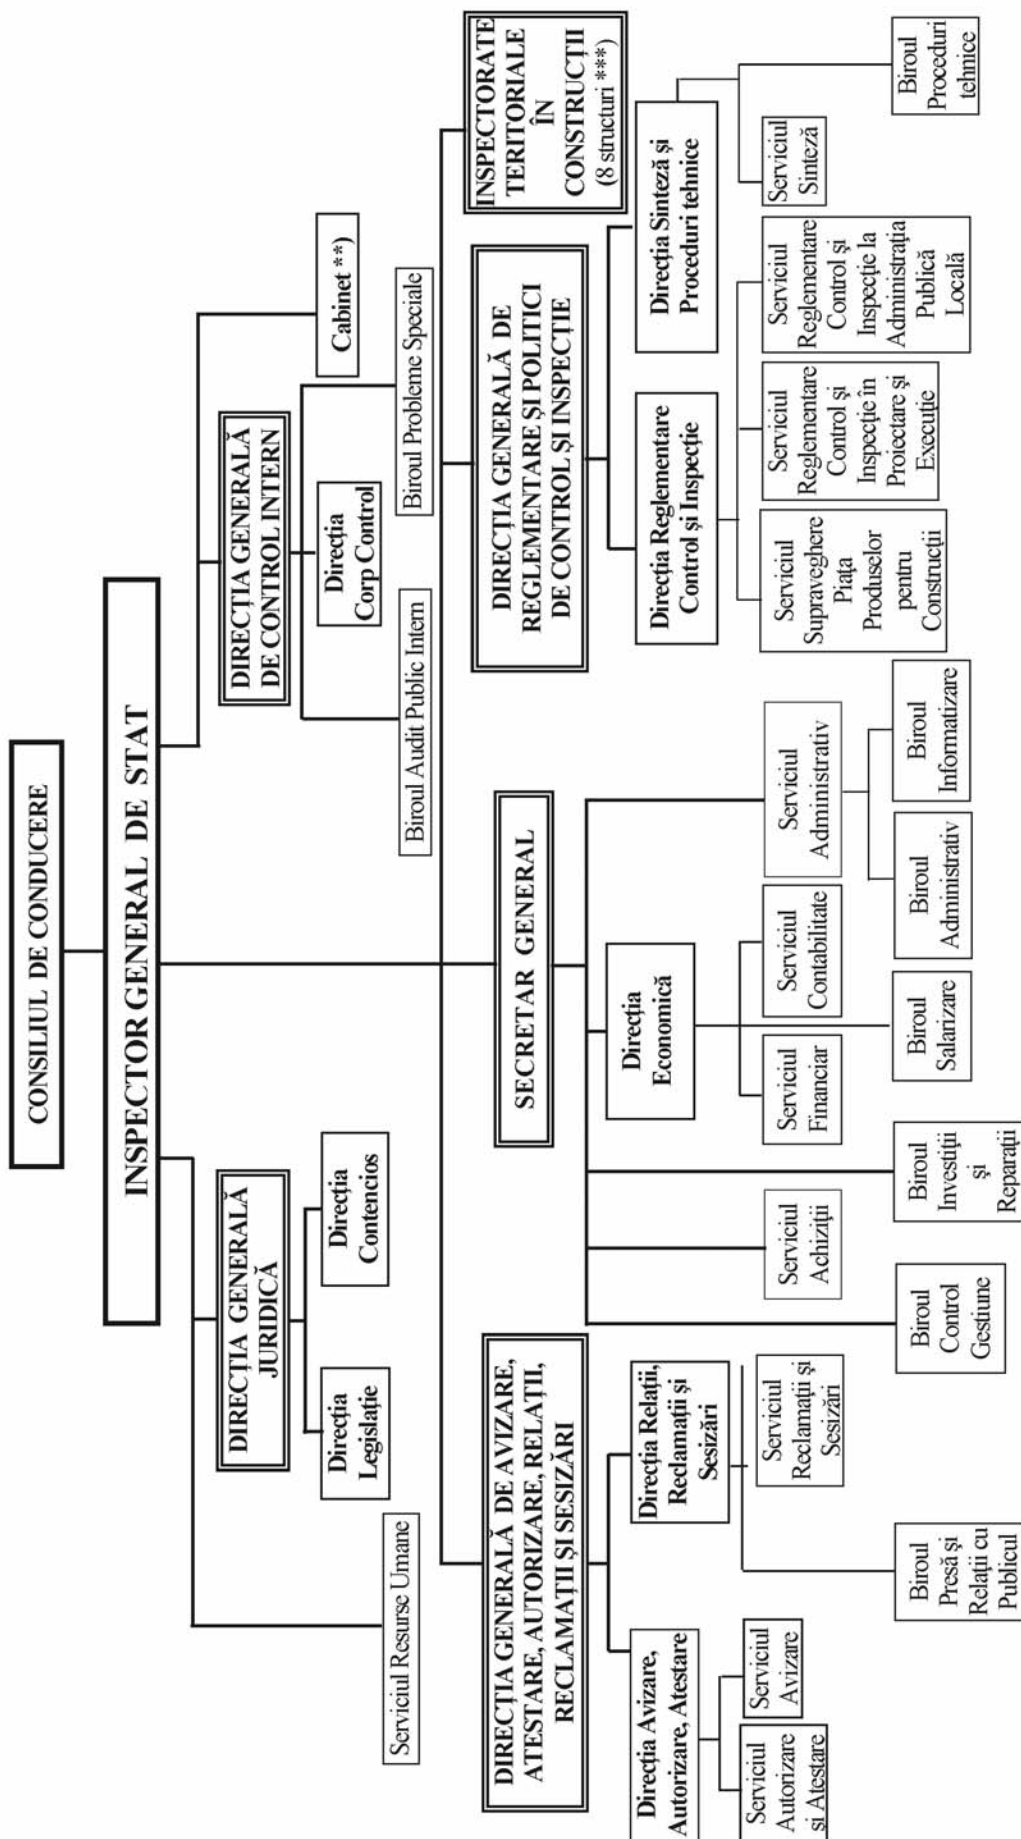 CONSILIUL DE CONDUCERE
INSPECTOR GENERAL DE STAT
DIRECȚIA GENERALĂ
JURIDICĂ
DIRECȚIA GENERALĂ
DE CONTROL INTERN
Direcția
Legislație
Direcția
Contencios
Direcția
Corp Control
Cabinet **)
Serviciul Resurse Umane
Biroul Audit Public Intern
Biroul Probleme Speciale
DIRECȚIA GENERALĂ DE AVIZARE,
ATESTARE, AUTORIZARE, RELAȚII,
RECLAMAȚII ȘI SESIZĂRI
SECRETAR GENERAL
DIRECȚIA GENERALĂ DE
REGLEMENTARE ȘI POLITICI
DE CONTROL ȘI INSPECȚIE
INSPECTORATE
TERITORIALE
ÎN
CONSTRUCȚII
(8 structuri ***)
Direcția Avizare,
Autorizare, Atestare
Direcția Relații,
Reclamații și
Sesizări
Direcția
Economică
Direcția Reglementare
Control și Inspecție
Direcția Sinteză și
Proceduri tehnice
Serviciul
Autorizare
și Atestare
Serviciul
Avizare
Serviciul
Reclamații și
Sesizări
Serviciul
Achiziții
Serviciul
Financiar
Serviciul
Contabilitate
Serviciul
Administrativ
Serviciul
Supraveghere
Piața
Produselor
pentru
Construcții
Serviciul
Reglementare
Control și
Inspecție în
Proiectare și
Execuție
Serviciul
Reglementare
Control și
Inspecție la
Administrația
Publică
Locală
Serviciul
Sinteză
Biroul
Presă și
Relații cu
Publicul
Biroul
Control
Gestiune
Biroul
Investiții
și
Reparații
Biroul
Salarizare
Biroul
Administrativ
Biroul
Informatizare
Biroul
Proceduri
tehnice